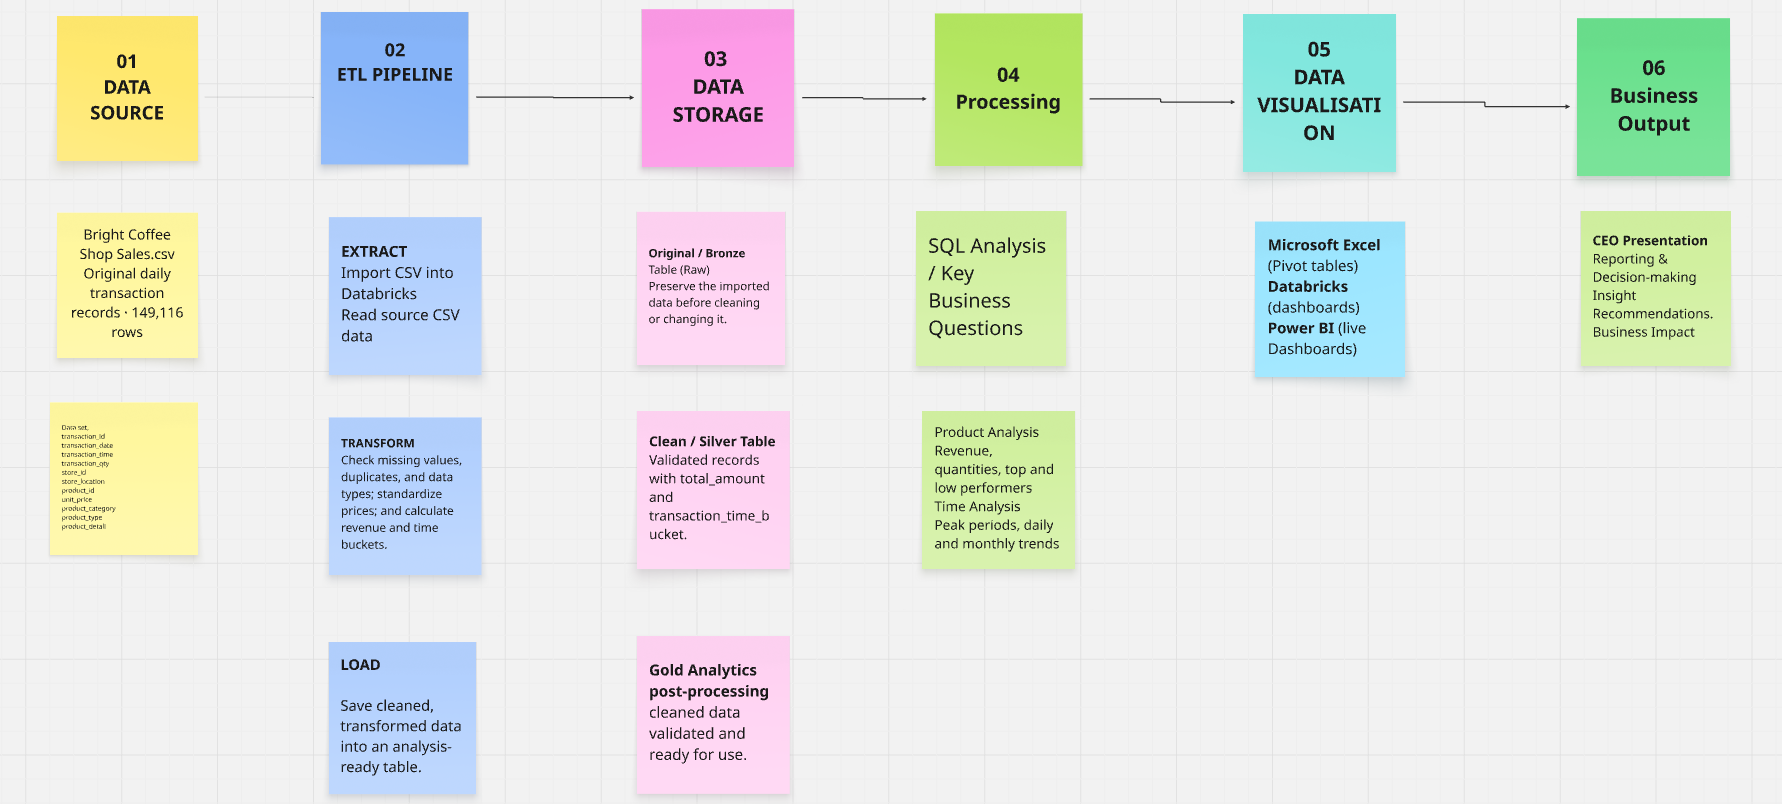 01
DATA
SOURCE
02
ETL PIPELINE
03
DATA
STORAGE
04
Processing
05
DATA
VISUALISATI
ON
06
Business
Output
Bright Coffee
Shop Sales.csv
Original daily
transaction
records · 149,116
rows
EXTRACT
Import CSV into
Databricks
Read source CSV
data
Original / Bronze
Table (Raw)
Preserve the imported
data before cleaning
or changing it.
SQL Analysis
/ Key
Business
Questions
Microsoft Excel
(Pivot tables)
Databricks
(dashboards)
Power BI (live
Dashboards)
CEO Presentation
Reporting &
Decision-making
Insight
Recommendations.
Business Impact
Data set,
transaction_id
transaction_date
transaction_time
transaction_qty
store_id
store_location
product_id
unit_price
product_category
product_type
product_detail
TRANSFORM
Check missing values,
duplicates, and data
types; standardize
prices; and calculate
revenue and time
buckets.
Clean / Silver Table
Validated records
with total_amount
and
transaction_time_b
ucket.
Product Analysis
Revenue,
quantities, top and
low performers
Time Analysis
Peak periods, daily
and monthly trends
LOAD
Save cleaned,
transformed data
into an analysis-
ready table.
Gold Analytics
post-processing
cleaned data
validated and
ready for use.